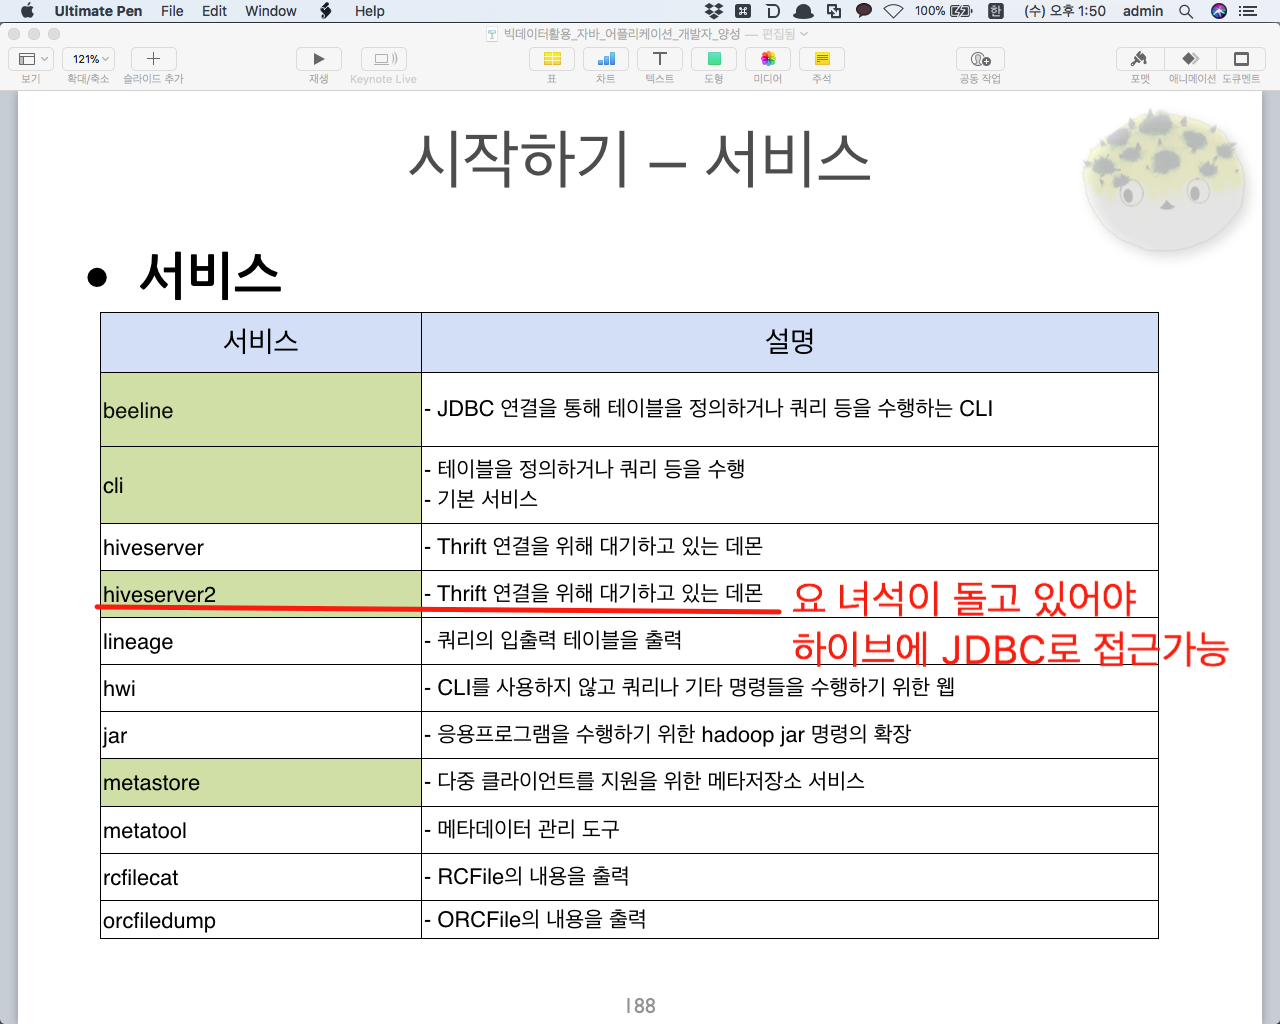 Ultimate Pen File Edit Window Help 100% 한 (수) 오후 1:50 admin
빅데이터활용_자바_어플리케이션_개발자_양성 — 편집됨
121%
보기 확대/축소 슬라이드 추가 재생 Keynote Live 표 차트 텍스트 도형 미디어 주석 공동 작업 포맷 애니메이션 도큐멘트
시작하기 – 서비스
• 서비스
서비스 설명
beeline - JDBC 연결을 통해 테이블을 정의하거나 쿼리 등을 수행하는 CLI
cli - 테이블을 정의하거나 쿼리 등을 수행
- 기본 서비스
hiveserver - Thrift 연결을 위해 대기하고 있는 데몬
hiveserver2 - Thrift 연결을 위해 대기하고 있는 데몬 요 녀석이 돌고 있어야
lineage - 쿼리의 입출력 테이블을 출력 하이브에 JDBC로 접근가능
hwi - CLI를 사용하지 않고 쿼리나 기타 명령들을 수행하기 위한 웹
jar - 응용프로그램을 수행하기 위한 hadoop jar 명령의 확장
metastore - 다중 클라이언트를 지원을 위한 메타저장소 서비스
metatool - 메타데이터 관리 도구
rcfilecat - RCFile의 내용을 출력
orcfiledump - ORCFile의 내용을 출력
188